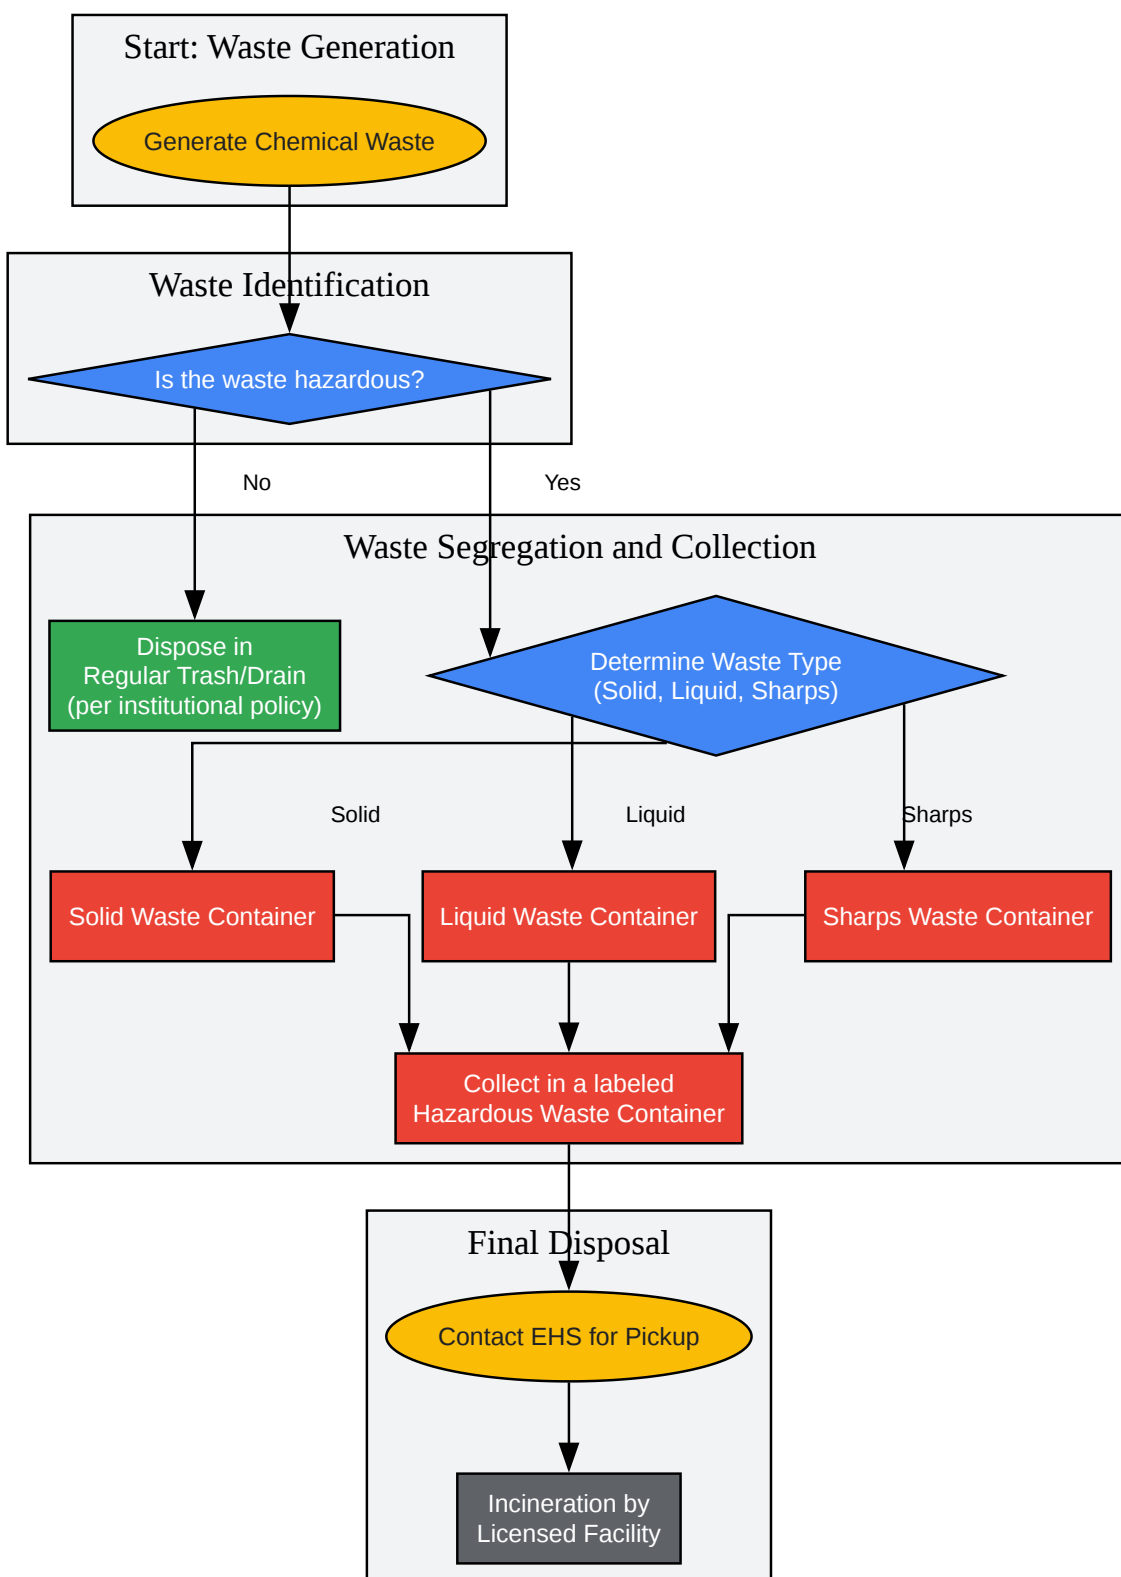 Start: Waste Generation
Generate Chemical Waste
Waste Identification
Is the waste hazardous?
No
Yes
Waste Segregation and Collection
Dispose in
Regular Trash/Drain
(per institutional policy)
Determine Waste Type
(Solid, Liquid, Sharps)
Solid
Liquid
Sharps
Solid Waste Container
Liquid Waste Container
Sharps Waste Container
Collect in a labeled
Hazardous Waste Container
Final Disposal
Contact EHS for Pickup
Incineration by
Licensed Facility